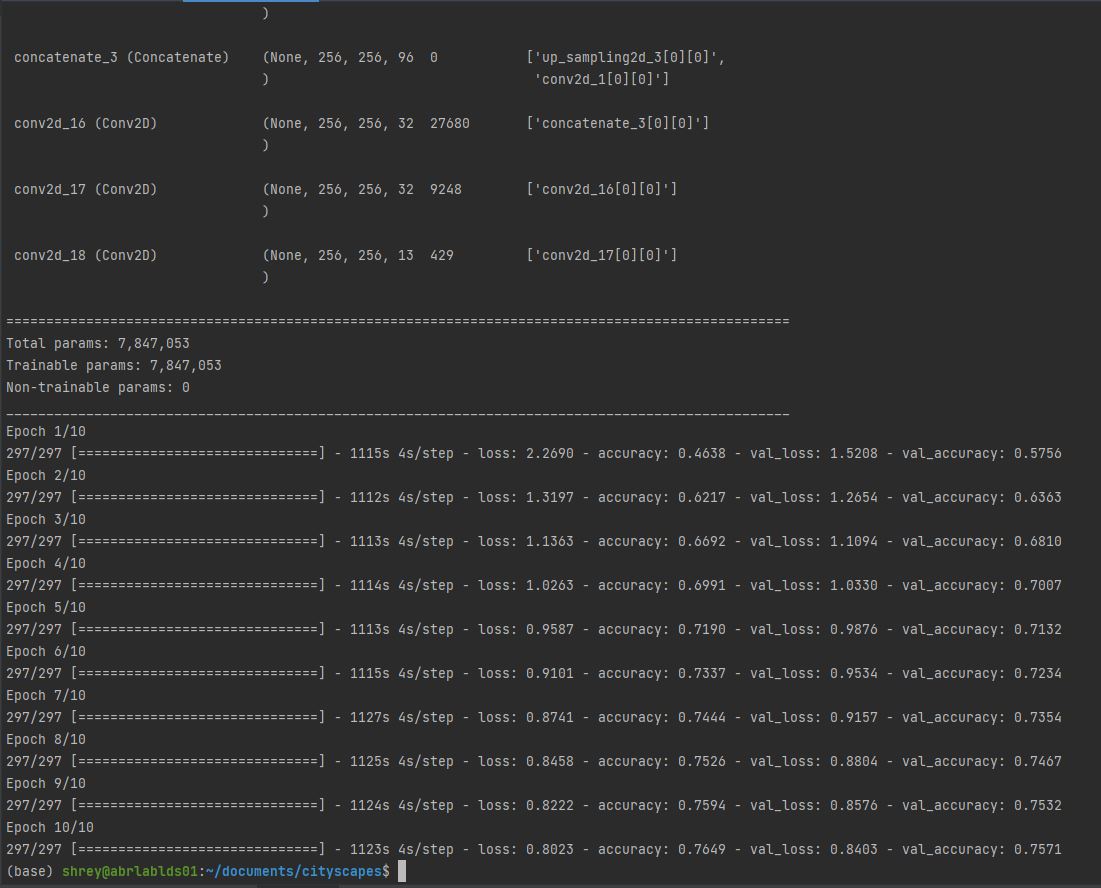 )
concatenate_3 (Concatenate) (None, 256, 256, 96 0 ['up_sampling2d_3[0][0]',
) 'conv2d_1[0][0]']
conv2d_16 (Conv2D) (None, 256, 256, 32 27680 ['concatenate_3[0][0]']
)
conv2d_17 (Conv2D) (None, 256, 256, 32 9248 ['conv2d_16[0][0]']
)
conv2d_18 (Conv2D) (None, 256, 256, 13 429 ['conv2d_17[0][0]']
)
==================================================================================================
Total params: 7,847,053
Trainable params: 7,847,053
Non-trainable params: 0
__________________________________________________________________________________________________
Epoch 1/10
297/297 [==============================] - 1115s 4s/step - loss: 2.2690 - accuracy: 0.4638 - val_loss: 1.5208 - val_accuracy: 0.5756
Epoch 2/10
297/297 [==============================] - 1112s 4s/step - loss: 1.3197 - accuracy: 0.6217 - val_loss: 1.2654 - val_accuracy: 0.6363
Epoch 3/10
297/297 [==============================] - 1113s 4s/step - loss: 1.1363 - accuracy: 0.6692 - val_loss: 1.1094 - val_accuracy: 0.6810
Epoch 4/10
297/297 [==============================] - 1114s 4s/step - loss: 1.0263 - accuracy: 0.6991 - val_loss: 1.0330 - val_accuracy: 0.7007
Epoch 5/10
297/297 [==============================] - 1113s 4s/step - loss: 0.9587 - accuracy: 0.7190 - val_loss: 0.9876 - val_accuracy: 0.7132
Epoch 6/10
297/297 [==============================] - 1115s 4s/step - loss: 0.9101 - accuracy: 0.7337 - val_loss: 0.9534 - val_accuracy: 0.7234
Epoch 7/10
297/297 [==============================] - 1127s 4s/step - loss: 0.8741 - accuracy: 0.7444 - val_loss: 0.9157 - val_accuracy: 0.7354
Epoch 8/10
297/297 [==============================] - 1125s 4s/step - loss: 0.8458 - accuracy: 0.7526 - val_loss: 0.8804 - val_accuracy: 0.7467
Epoch 9/10
297/297 [==============================] - 1124s 4s/step - loss: 0.8222 - accuracy: 0.7594 - val_loss: 0.8576 - val_accuracy: 0.7532
Epoch 10/10
297/297 [==============================] - 1123s 4s/step - loss: 0.8023 - accuracy: 0.7649 - val_loss: 0.8403 - val_accuracy: 0.7571
(base) shrey@abrlablds01:~/documents/cityscapes$